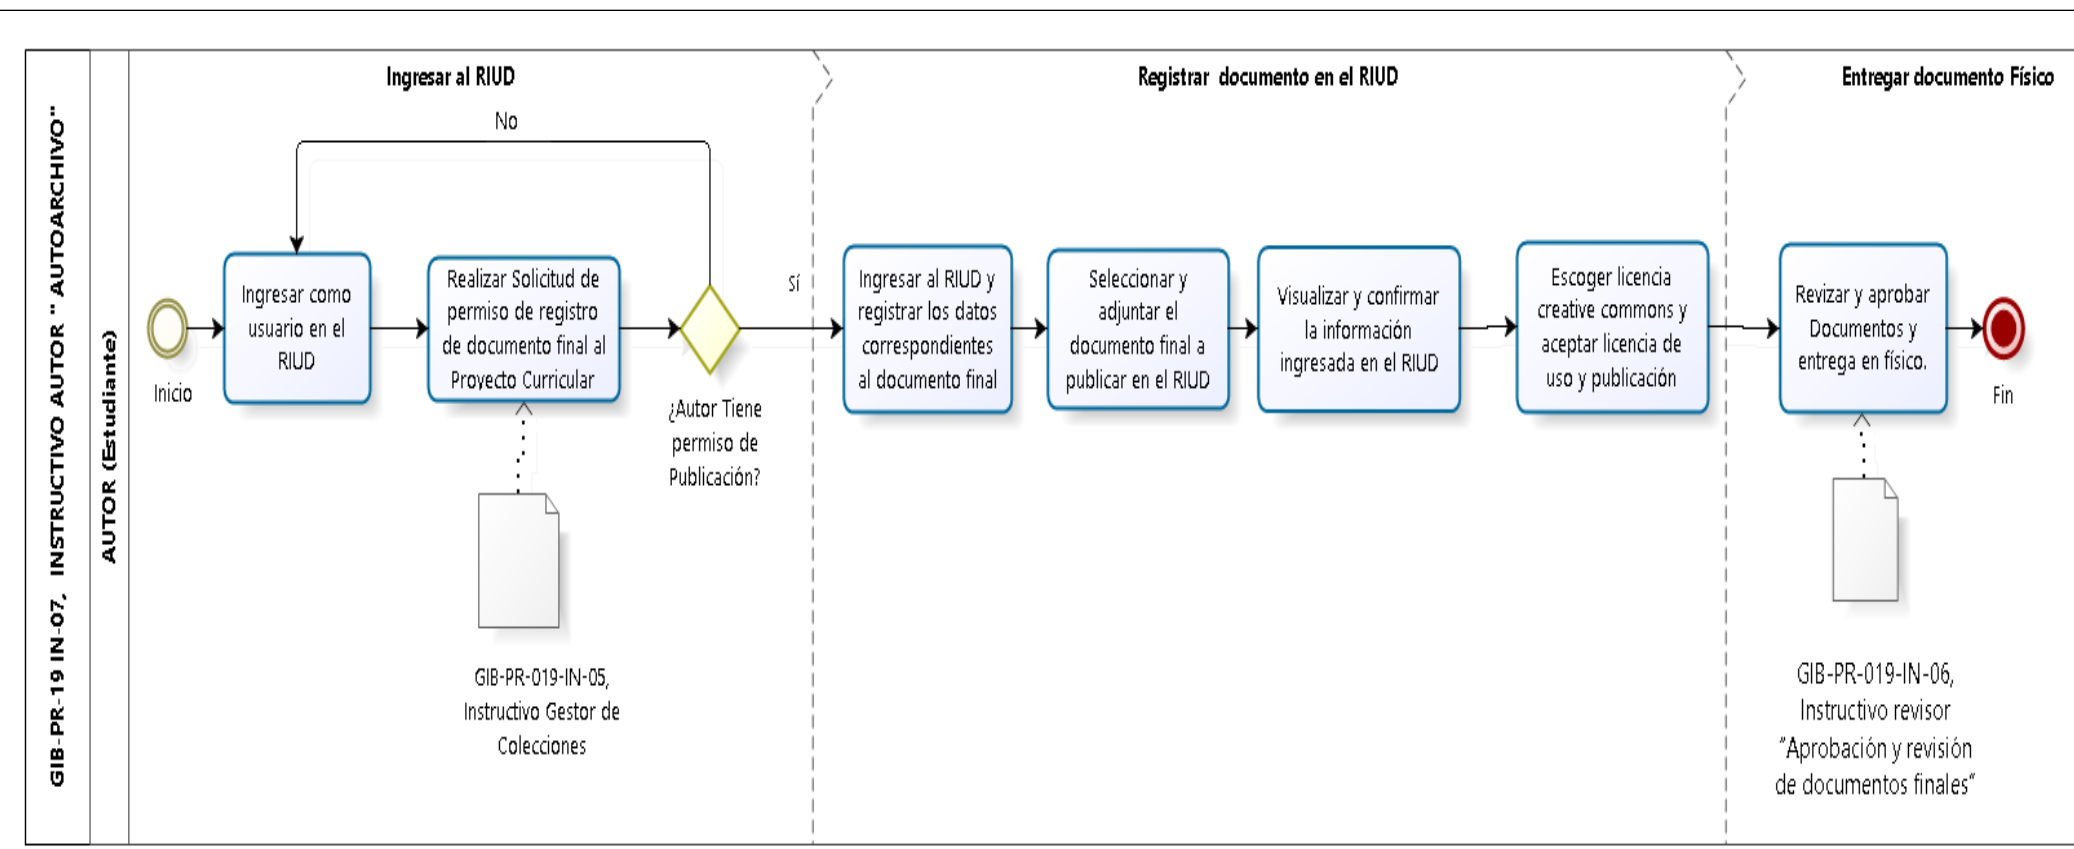 GIB-PR-19 IN-07,   INSTRUCTIVO AUTOR " AUTOARCHIVO"
AUTOR (Estudiante)
Ingresar al RIUD
Registrar  documento en el RIUD
Entregar documento Físico
No
Inicio
Ingresar como
usuario en el
RIUD
Realizar Solicitud de
permiso de registro
de documento final al
Proyecto Curricular
GIB-PR-019-IN-05,
Instructivo Gestor de
Colecciones
¿Autor Tiene
permiso de
Publicación?
Sí
Ingresar al RIUD y
registrar los datos
correspondientes
al documento final
Seleccionar y
adjuntar el
documento final a
publicar en el RIUD
Visualizar y confirmar
la información
ingresada en el RIUD
Escoger licencia
creative commons y
aceptar licencia de
uso y publicación
Revizar y aprobar
Documentos y
entrega en físico.
Fin
GIB-PR-019-IN-06,
Instructivo revisor
“Aprobación y revisión
de documentos finales”